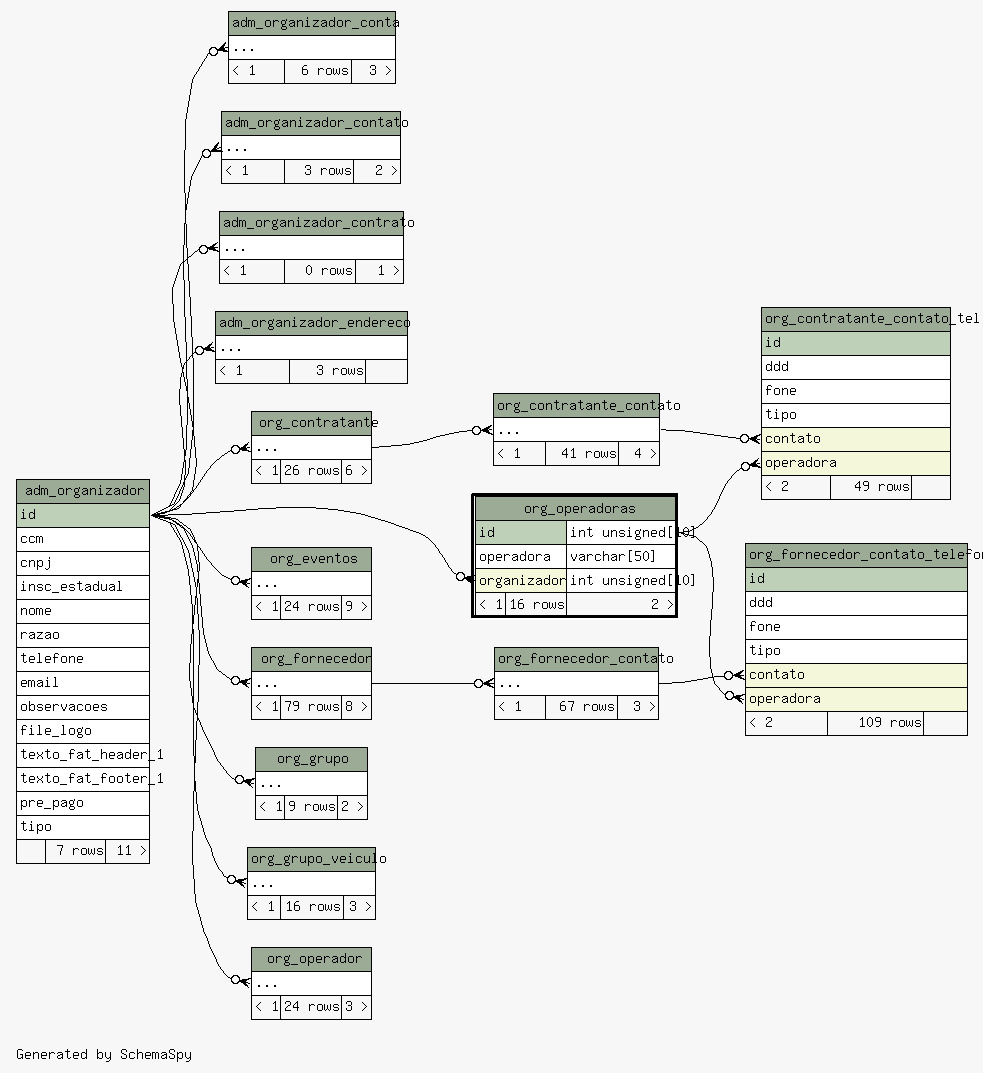 adm_organizador_conta
...
< 1 6 rows 3 >
adm_organizador_contato
...
< 1 3 rows 2 >
adm_organizador_contrato
...
< 1 0 rows 1 >
adm_organizador_endereco
...
< 1 3 rows
org_contratante
...
< 1 26 rows 6 >
org_contratante_contato
...
< 1 41 rows 4 >
org_contratante_contato_tel
id
ddd
fone
tipo
contato
operadora
< 2 49 rows
adm_organizador
id
ccm
cnpj
insc_estadual
nome
razao
telefone
email
observacoes
file_logo
texto_fat_header_1
texto_fat_footer_1
pre_pago
tipo
7 rows 11 >
org_operadoras
id int unsigned[10]
operadora varchar[50]
organizador int unsigned[10]
< 1 16 rows 2 >
org_eventos
...
< 1 24 rows 9 >
org_fornecedor_contato_telefon
id
ddd
fone
tipo
contato
operadora
< 2 109 rows
org_fornecedor
...
< 1 79 rows 8 >
org_fornecedor_contato
...
< 1 67 rows 3 >
org_grupo
...
< 1 9 rows 2 >
org_grupo_veiculo
...
< 1 16 rows 3 >
org_operador
...
< 1 24 rows 3 >
Generated by SchemaSpy